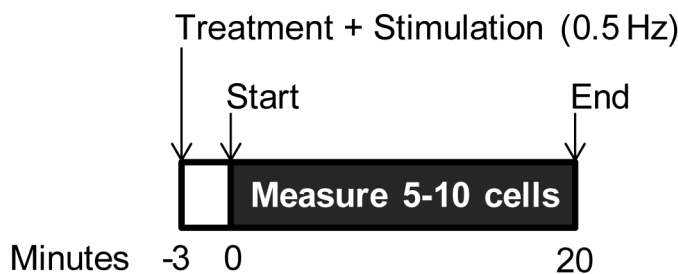 Treatment + Stimulation (0.5 Hz)
Start End
Measure 5-10 cells
Minutes -3 0 20